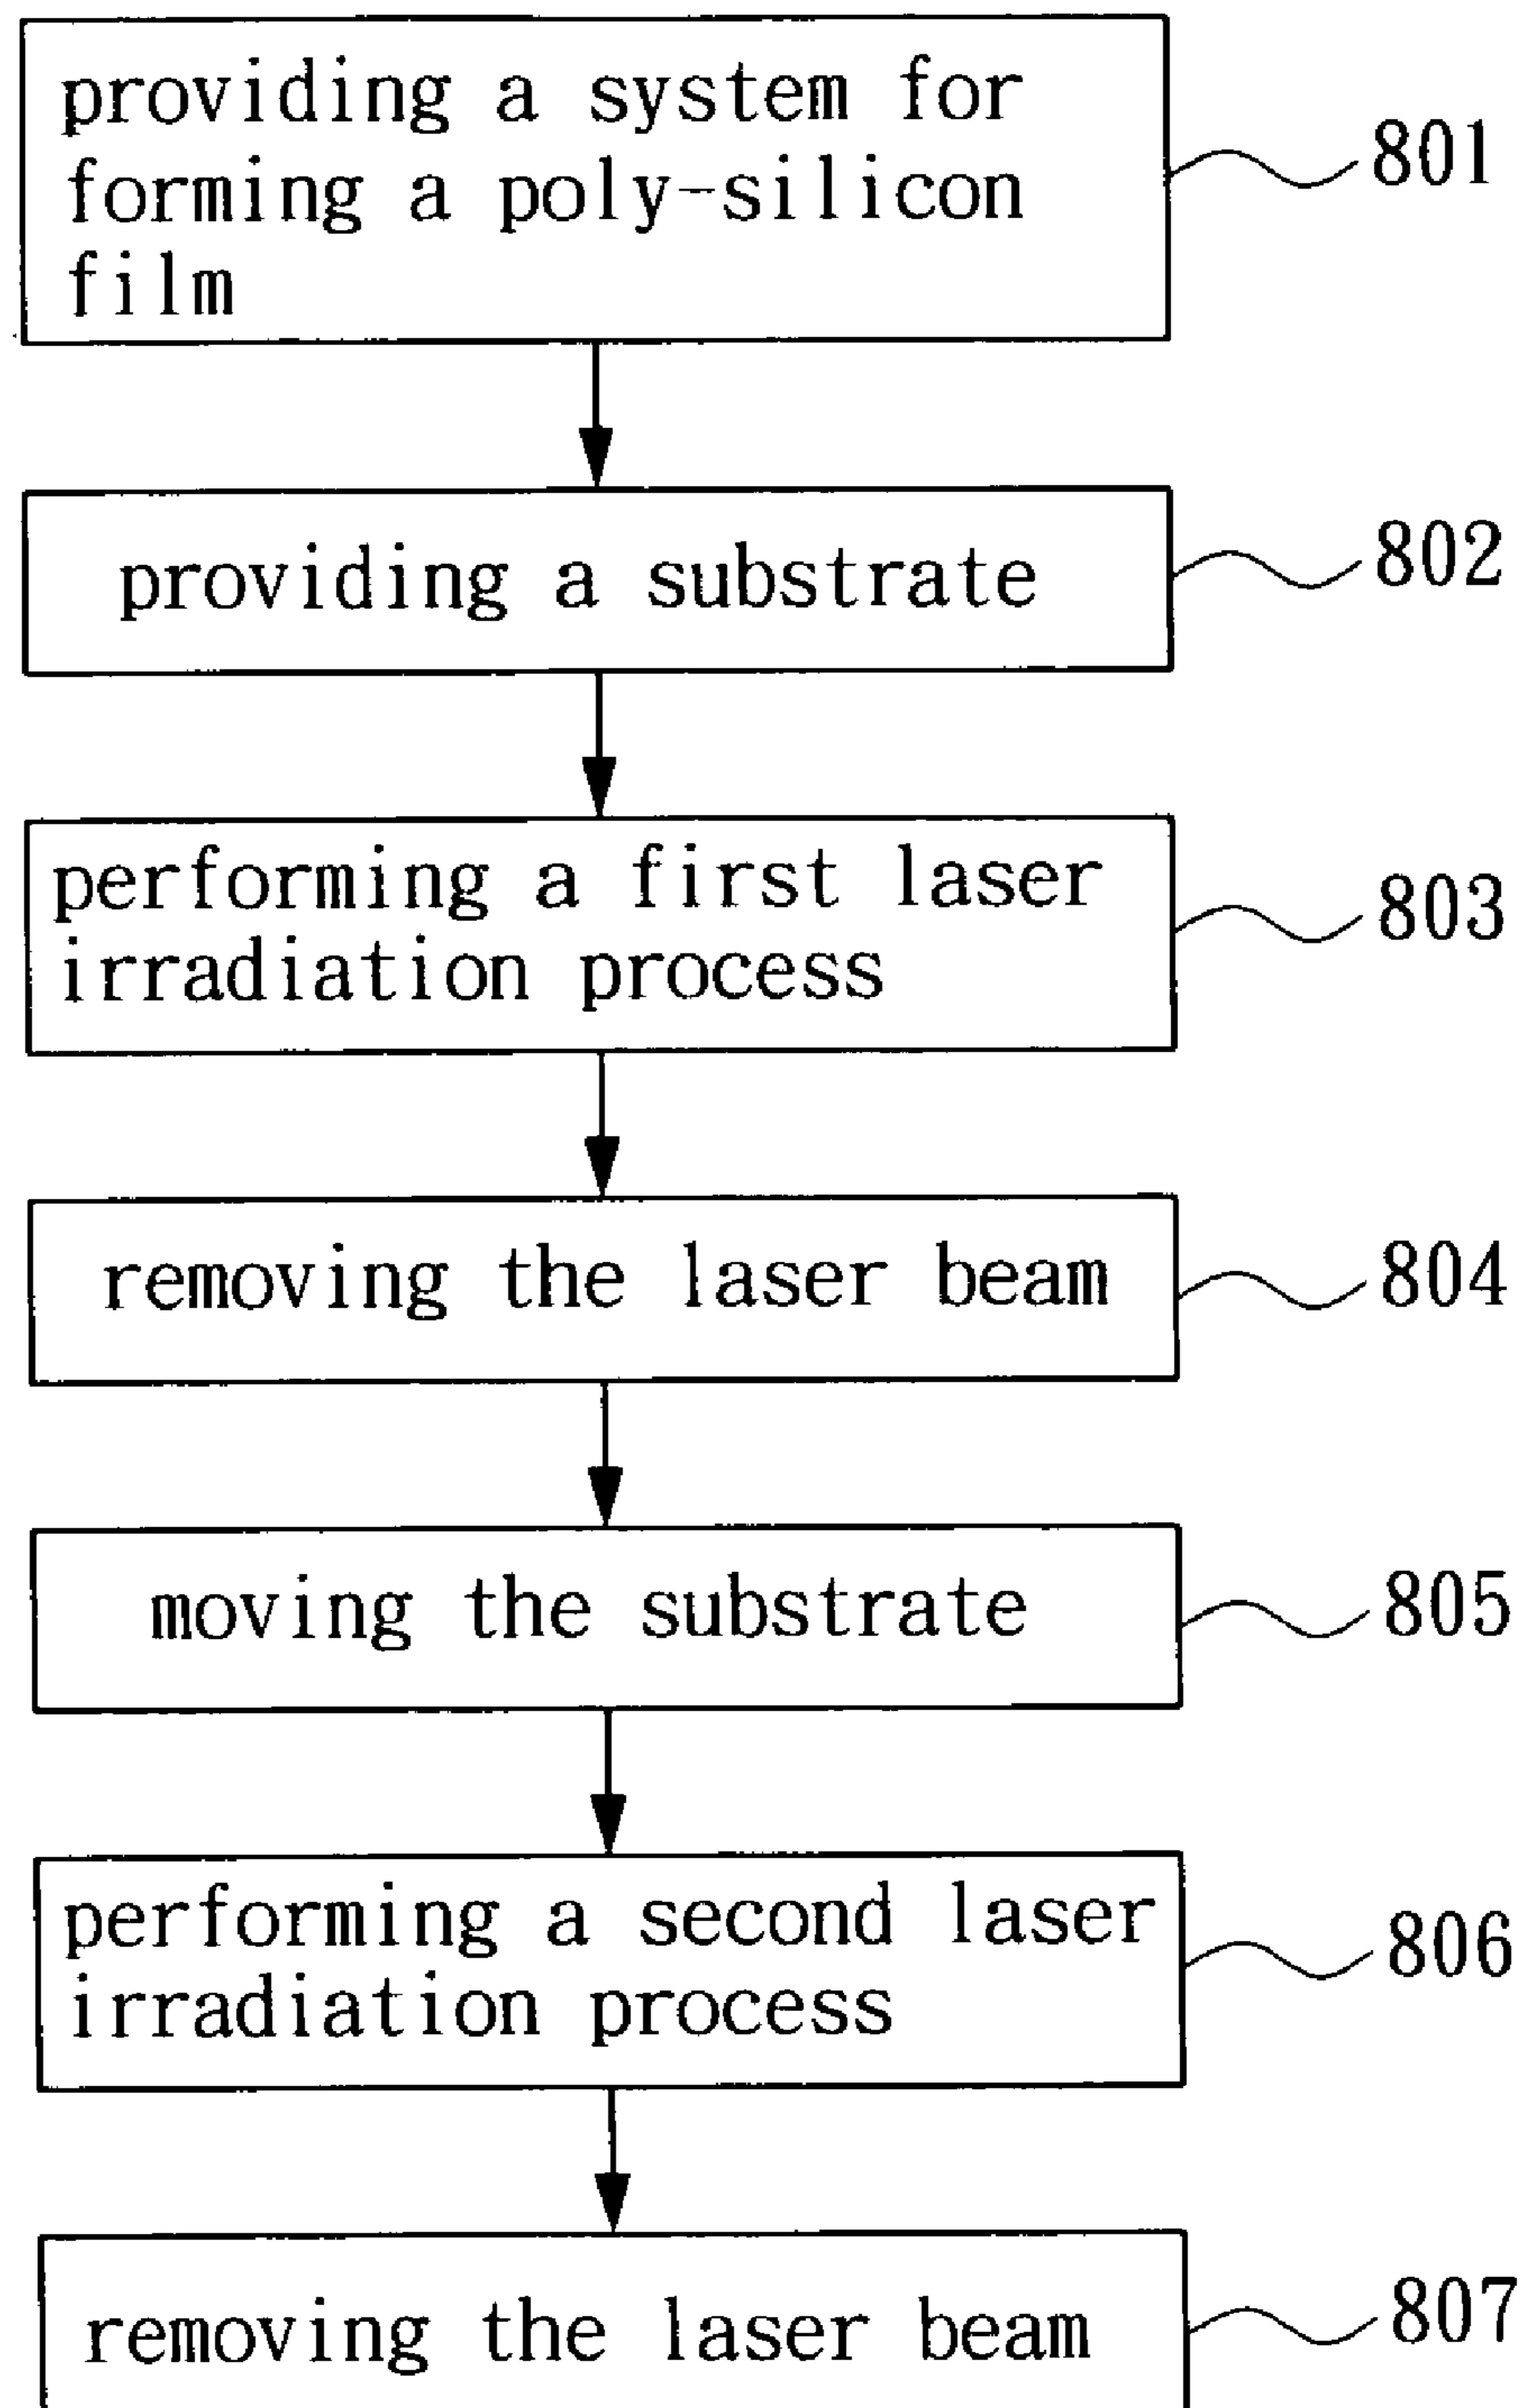 providing a system for
forming a poly-silicon
film
801
providing a substrate
802
performing a first laser
irradiation process
803
removing the laser beam
804
moving the substrate
805
performing a second laser
irradiation process
806
removing the laser beam
807